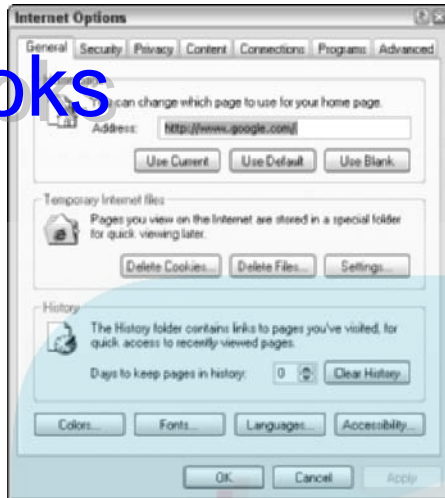 Internet Options
General Security Privacy Content Connections Programs Advanced
oks
You can change which page to use for your home page.
Address: http://www.google.com/
Use Current Use Default Use Blank
Temporary Internet files
Pages you view on the Internet are stored in a special folder
for quick viewing later.
Delete Cookies... Delete Files... Settings...
History
The History folder contains links to pages you've visited, for
quick access to recently viewed pages.
Days to keep pages in history: 0 Clear History
Colors... Fonts... Languages... Accessibility...
OK Cancel Apply